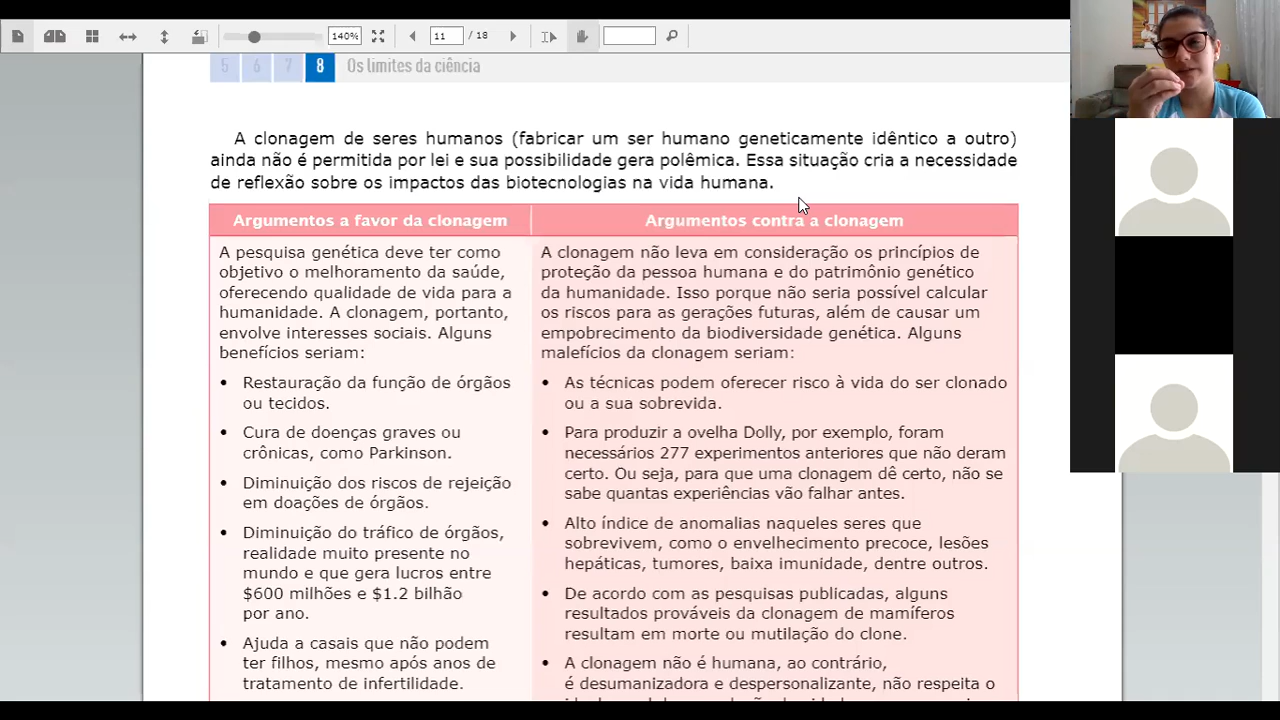 140%
11 / 18
5 6 7 8 Os limites da ciência
A clonagem de seres humanos (fabricar um ser humano geneticamente idêntico a outro)
ainda não é permitida por lei e sua possibilidade gera polêmica. Essa situação cria a necessidade
de reflexão sobre os impactos das biotecnologias na vida humana.
Argumentos a favor da clonagem
A pesquisa genética deve ter como
objetivo o melhoramento da saúde,
oferecendo qualidade de vida para a
humanidade. A clonagem, portanto,
envolve interesses sociais. Alguns
benefícios seriam:
• Restauração da função de órgãos
ou tecidos.
• Cura de doenças graves ou
crônicas, como Parkinson.
• Diminuição dos riscos de rejeição
em doações de órgãos.
• Diminuição do tráfico de órgãos,
realidade muito presente no
mundo e que gera lucros entre
$600 milhões e $1.2 bilhão
por ano.
• Ajuda a casais que não podem
ter filhos, mesmo após anos de
tratamento de infertilidade.
Argumentos contra a clonagem
A clonagem não leva em consideração os princípios de
proteção da pessoa humana e do patrimônio genético
da humanidade. Isso porque não seria possível calcular
os riscos para as gerações futuras, além de causar um
empobrecimento da biodiversidade genética. Alguns
malefícios da clonagem seriam:
• As técnicas podem oferecer risco à vida do ser clonado
ou a sua sobrevida.
• Para produzir a ovelha Dolly, por exemplo, foram
necessários 277 experimentos anteriores que não deram
certo. Ou seja, para que uma clonagem dê certo, não se
sabe quantas experiências vão falhar antes.
• Alto índice de anomalias naqueles seres que
sobrevivem, como o envelhecimento precoce, lesões
hepáticas, tumores, baixa imunidade, dentre outros.
• De acordo com as pesquisas publicadas, alguns
resultados prováveis da clonagem de mamíferos
resultam em morte ou mutilação do clone.
• A clonagem não é humana, ao contrário,
é desumanizadora e despersonalizante, não respeita o